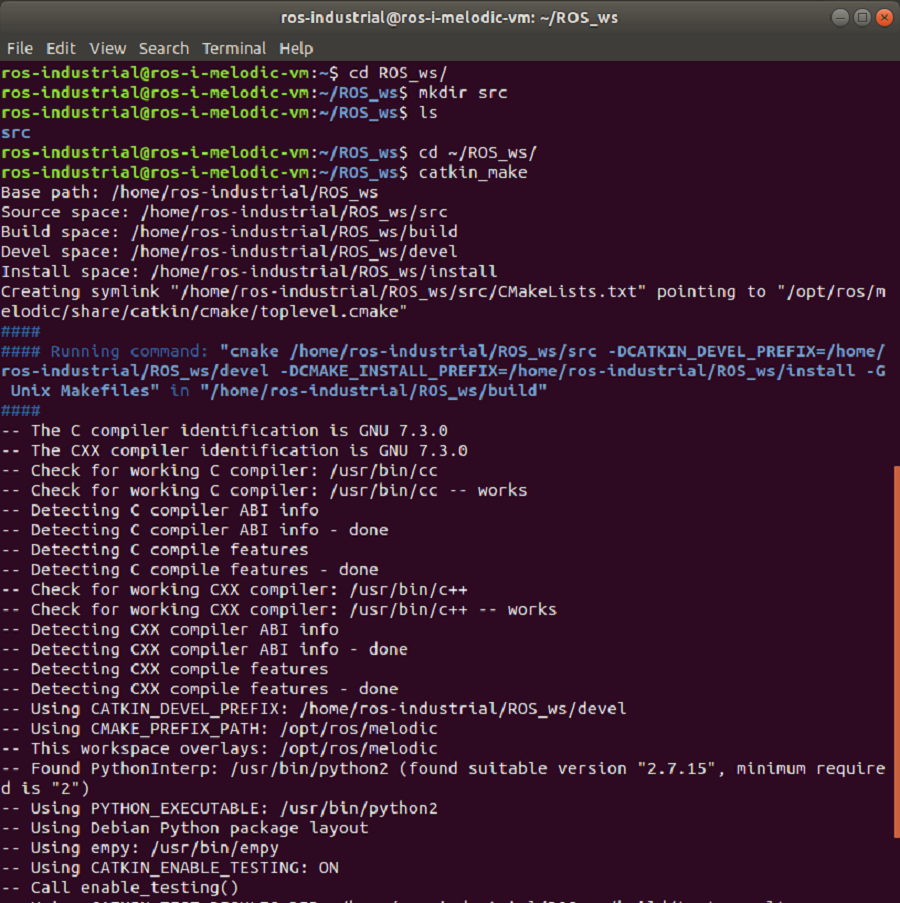 ros-industrial@ros-i-melodic-vm: ~/ROS_ws
File Edit View Search Terminal Help
ros-industrial@ros-i-melodic-vm:~$ cd ROS_ws/
ros-industrial@ros-i-melodic-vm:~/ROS_ws$ mkdir src
ros-industrial@ros-i-melodic-vm:~/ROS_ws$ ls
src
ros-industrial@ros-i-melodic-vm:~/ROS_ws$ cd ~/ROS_ws/
ros-industrial@ros-i-melodic-vm:~/ROS_ws$ catkin_make
Base path: /home/ros-industrial/ROS_ws
Source space: /home/ros-industrial/ROS_ws/src
Build space: /home/ros-industrial/ROS_ws/build
Devel space: /home/ros-industrial/ROS_ws/devel
Install space: /home/ros-industrial/ROS_ws/install
Creating symlink "/home/ros-industrial/ROS_ws/src/CMakeLists.txt" pointing to "/opt/ros/m
elodic/share/catkin/cmake/toplevel.cmake"
####
#### Running command: "cmake /home/ros-industrial/ROS_ws/src -DCATKIN_DEVEL_PREFIX=/home/
ros-industrial/ROS_ws/devel -DCMAKE_INSTALL_PREFIX=/home/ros-industrial/ROS_ws/install -G
Unix Makefiles" in "/home/ros-industrial/ROS_ws/build"
####
-- The C compiler identification is GNU 7.3.0
-- The CXX compiler identification is GNU 7.3.0
-- Check for working C compiler: /usr/bin/cc
-- Check for working C compiler: /usr/bin/cc -- works
-- Detecting C compiler ABI info
-- Detecting C compiler ABI info - done
-- Detecting C compile features
-- Detecting C compile features - done
-- Check for working CXX compiler: /usr/bin/c++
-- Check for working CXX compiler: /usr/bin/c++ -- works
-- Detecting CXX compiler ABI info
-- Detecting CXX compiler ABI info - done
-- Detecting CXX compile features
-- Detecting CXX compile features - done
-- Using CATKIN_DEVEL_PREFIX: /home/ros-industrial/ROS_ws/devel
-- Using CMAKE_PREFIX_PATH: /opt/ros/melodic
-- This workspace overlays: /opt/ros/melodic
-- Found PythonInterp: /usr/bin/python2 (found suitable version "2.7.15", minimum require
d is "2")
-- Using PYTHON_EXECUTABLE: /usr/bin/python2
-- Using Debian Python package layout
-- Using empy: /usr/bin/empy
-- Using CATKIN_ENABLE_TESTING: ON
-- Call enable_testing()